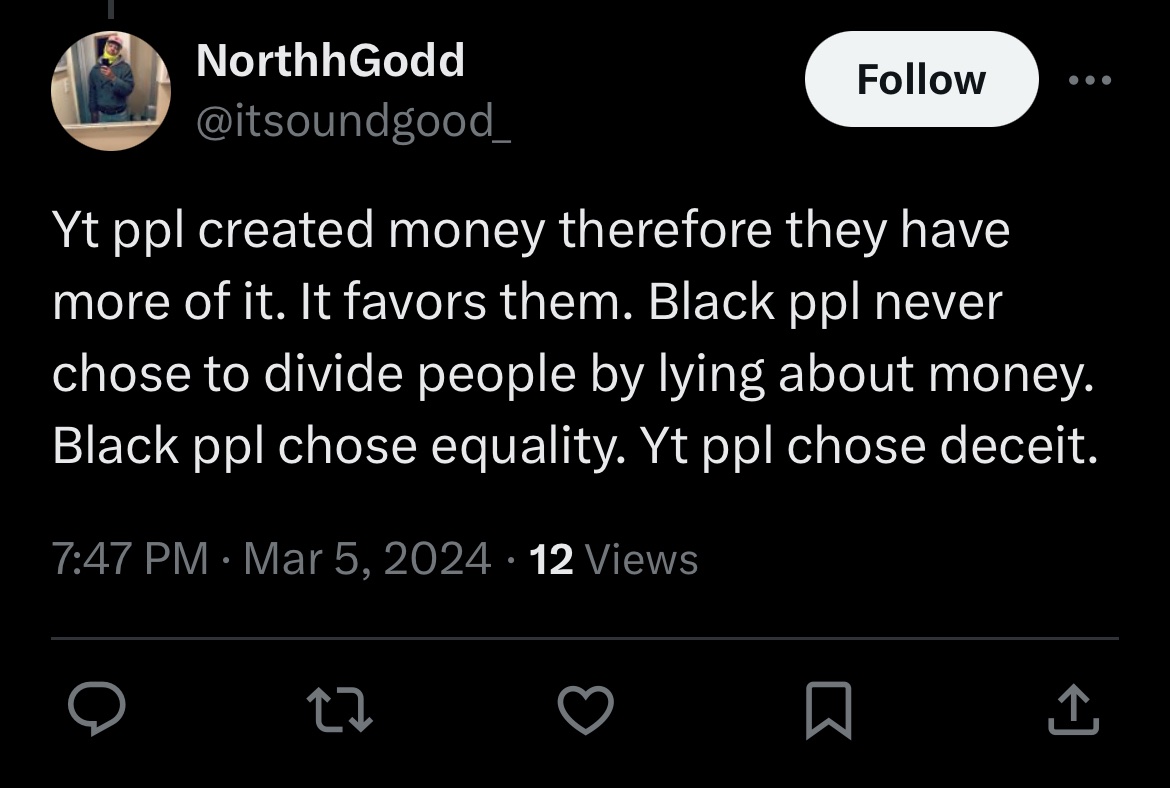 NorthhGodd
@itsoundgood_
Follow
Yt ppl created money therefore they have
more of it. It favors them. Black ppl never
chose to divide people by lying about money.
Black ppl chose equality. Yt ppl chose deceit.
7:47 PM · Mar 5, 2024 · 12 Views